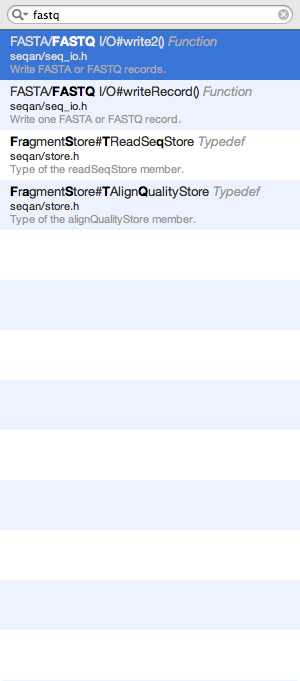 fastq
FASTA/FASTQ I/O#write2() Function
seqan/seq_io.h
Write FASTA or FASTQ records.
FASTA/FASTQ I/O#writeRecord() Function
seqan/seq_io.h
Write one FASTA or FASTQ record.
FragmentStore#TReadSeqStore Typedef
seqan/store.h
Type of the readSeqStore member.
FragmentStore#TAlignQualityStore Typedef
seqan/store.h
Type of the alignQualityStore member.